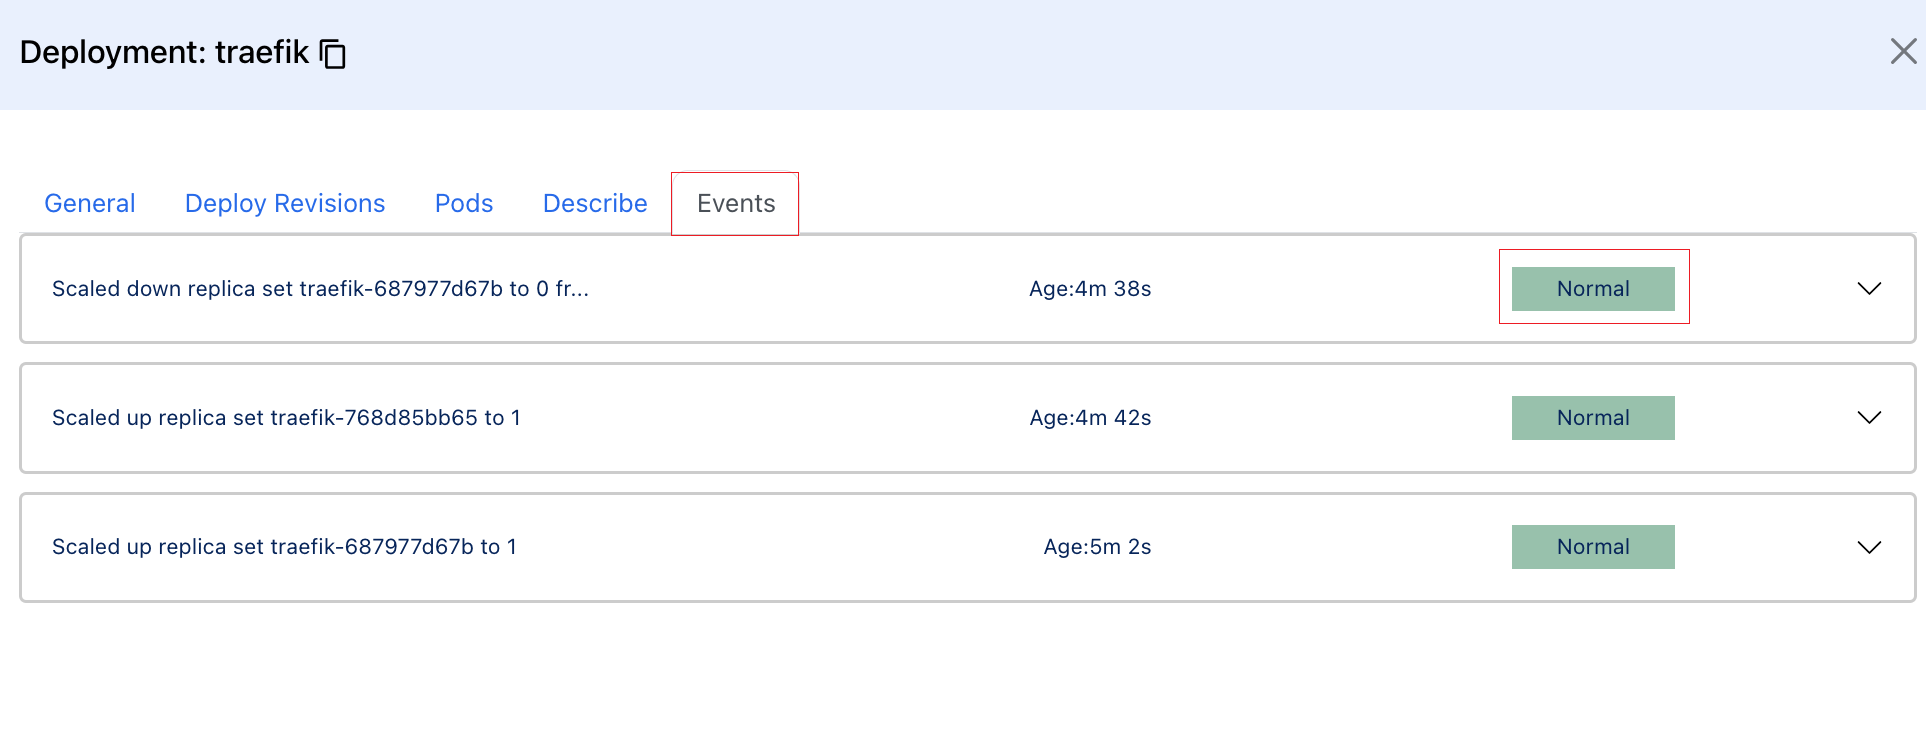 Deployment: traefik
General Deploy Revisions Pods Describe Events
Scaled down replica set traefik-687977d67b to 0 fr... Age:4m 38s Normal
Scaled up replica set traefik-768d85bb65 to 1 Age:4m 42s Normal
Scaled up replica set traefik-687977d67b to 1 Age:5m 2s Normal